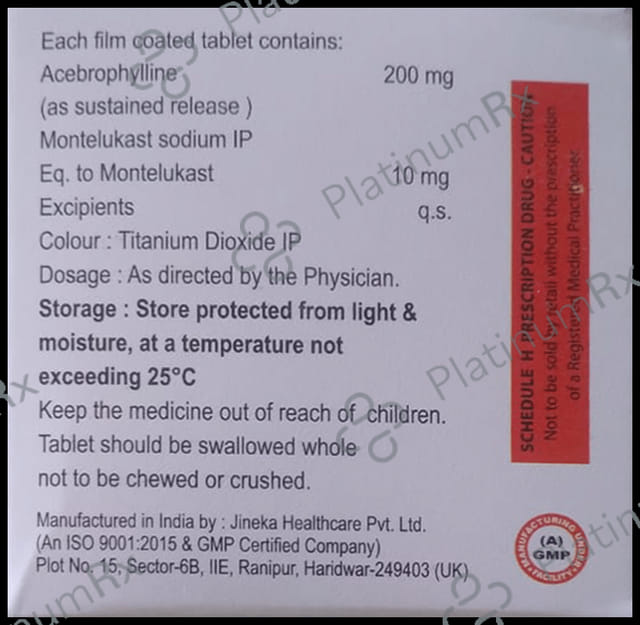 Each film coated tablet contains:
Acebrophylline 200 mg
(as sustained release )
Montelukast sodium IP
Eq. to Montelukast 10 mg
Excipients q.s.
Colour : Titanium Dioxide IP
Dosage : As directed by the Physician.
Storage : Store protected from light &
moisture, at a temperature not
exceeding 25°C
Keep the medicine out of reach of children.
Tablet should be swallowed whole
not to be chewed or crushed.
Manufactured in India by : Jineka Healthcare Pvt. Ltd.
(An ISO 9001:2015 & GMP Certified Company)
Plot No. 15, Sector-6B, IIE, Ranipur, Haridwar-249403 (UK)
SCHEDULE H PRESCRIPTION DRUG - CAUTION
Not to be sold by retail without the prescription
of a Registered Medical Practitioner.
MANUFACTURING UNDER
(A)
GMP
FACILITY
PlatinumRx
PlatinumRx